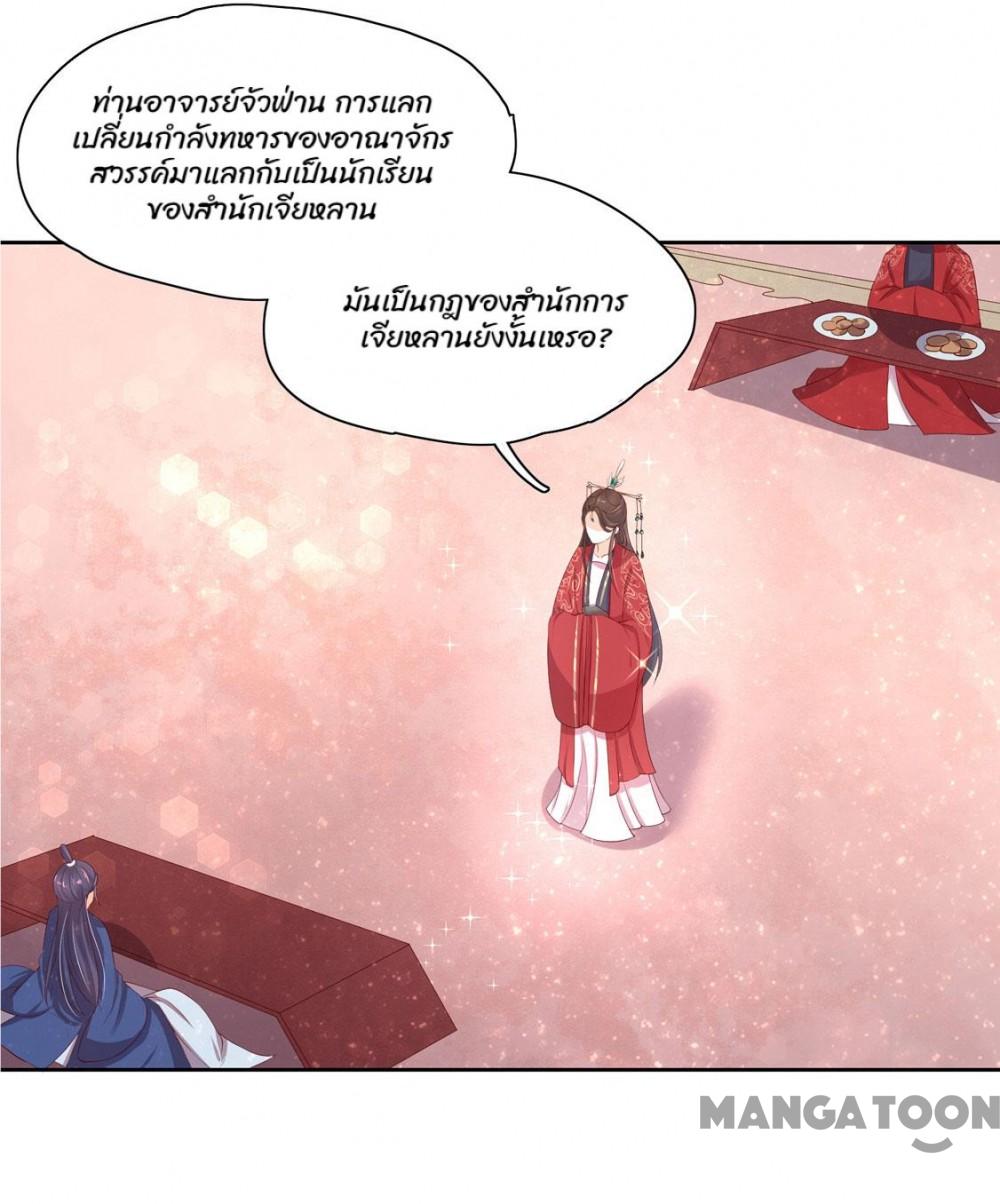 ท่านอาจารย์จัวฟ่าน การแลก
เปลี่ยนกำลังทหารของอาณาจักร
สวรรค์มาแลกกับเป็นนักเรียน
ของสำนักเจียหลาน
มันเป็นกฎของสำนักการ
เจียหลานยังงั้นเหรอ?
MANGATOON